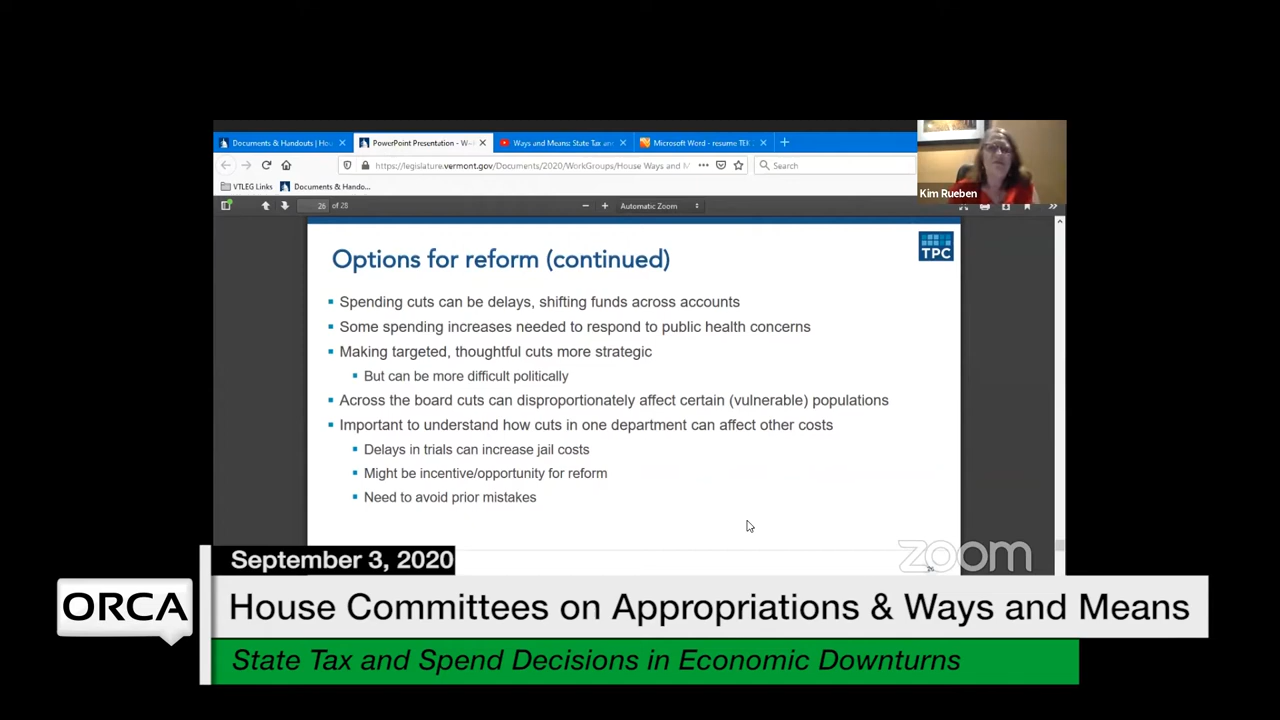 Documents & Handouts | Ho
PowerPoint Presentation - W
Ways and Means: State Tax an
Microsoft Word - resume TE
https://legislature.vermont.gov/Documents/2020/WorkGroups/House Ways and M
Search
VTLEG Links
Documents & Hando...
26 of 28
Automatic Zoom
Kim Rueben
Options for reform (continued)
TPC
Spending cuts can be delays, shifting funds across accounts
Some spending increases needed to respond to public health concerns
Making targeted, thoughtful cuts more strategic
But can be more difficult politically
Across the board cuts can disproportionately affect certain (vulnerable) populations
Important to understand how cuts in one department can affect other costs
Delays in trials can increase jail costs
Might be incentive/opportunity for reform
Need to avoid prior mistakes
zoom
26
September 3, 2020
ORCA
House Committees on Appropriations & Ways and Means
State Tax and Spend Decisions in Economic Downturns